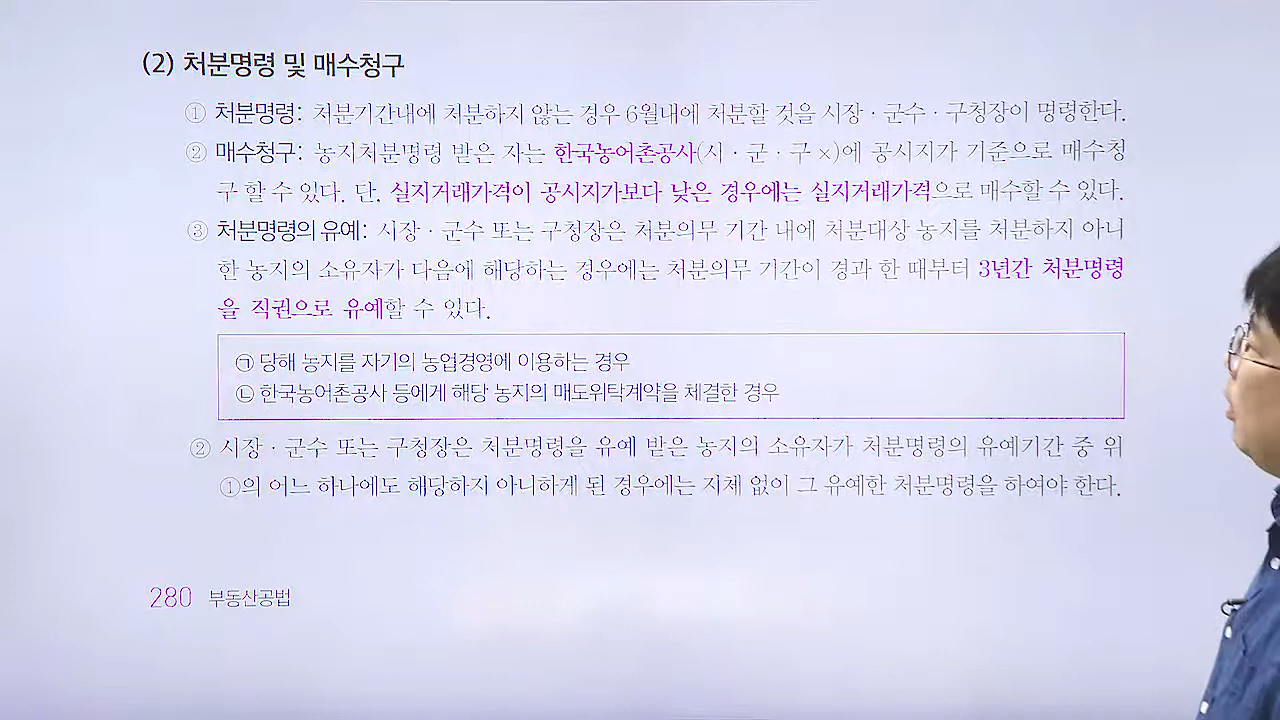 (2) 처분명령 및 매수청구
① 처분명령: 처분기간내에 처분하지 않는 경우 6월내에 처분할 것을 시장·군수·구청장이 명령한다.
② 매수청구: 농지처분명령 받은 자는 한국농어촌공사(시·군·구×)에 공시지가 기준으로 매수청
구 할 수 있다. 단, 실지거래가격이 공시지가보다 낮은 경우에는 실지거래가격으로 매수할 수 있다.
③ 처분명령의 유예: 시장·군수 또는 구청장은 처분의무 기간 내에 처분대상 농지를 처분하지 아니
한 농지의 소유자가 다음에 해당하는 경우에는 처분의무 기간이 경과 한 때부터 3년간 처분명령
을 직권으로 유예할 수 있다.
㉠ 당해 농지를 자기의 농업경영에 이용하는 경우
㉡ 한국농어촌공사 등에게 해당 농지의 매도위탁계약을 체결한 경우
② 시장·군수 또는 구청장은 처분명령을 유예 받은 농지의 소유자가 처분명령의 유예기간 중 위
①의 어느 하나에도 해당하지 아니하게 된 경우에는 지체 없이 그 유예한 처분명령을 하여야 한다.
280 부동산공법